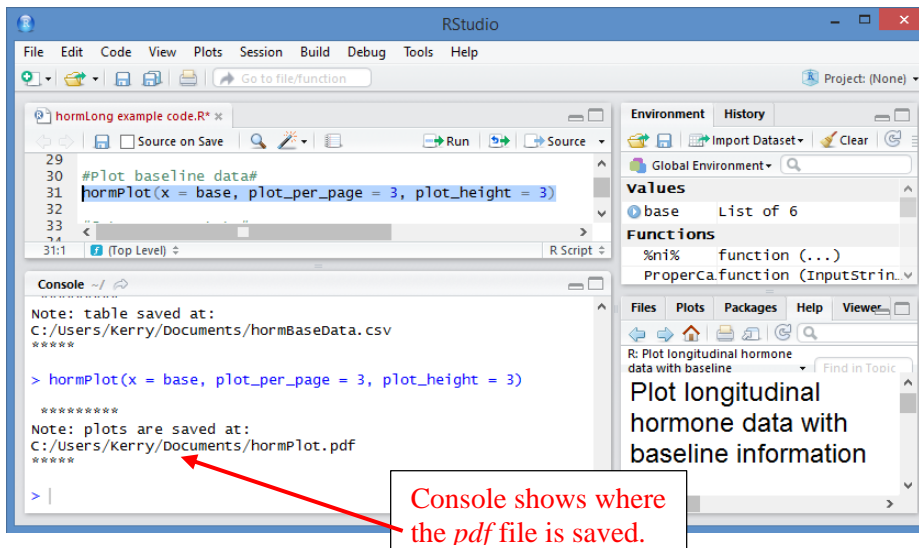 RStudio
File Edit Code View Plots Session Build Debug Tools Help
Go to file/function
Project: (None)
hormLong example code.R*
Source on Save
Run
Source
29
30 #Plot baseline data#
31 hormPlot(x = base, plot_per_page = 3, plot_height = 3)
32
33
31:1 (Top Level)
R Script
Console ~/
**********
Note: table saved at:
C:/Users/Kerry/Documents/hormBaseData.csv
*****
> hormPlot(x = base, plot_per_page = 3, plot_height = 3)
*********
Note: plots are saved at:
C:/Users/Kerry/Documents/hormPlot.pdf
*****
>
Environment History
Import Dataset
Clear
Global Environment
Values
base List of 6
Functions
%ni% function (...)
ProperCa function (InputStrin…
Files Plots Packages Help Viewer
R: Plot longitudinal hormone
data with baseline
Find in Topic
Plot longitudinal
hormone data with
baseline information
Console shows where
the pdf file is saved.